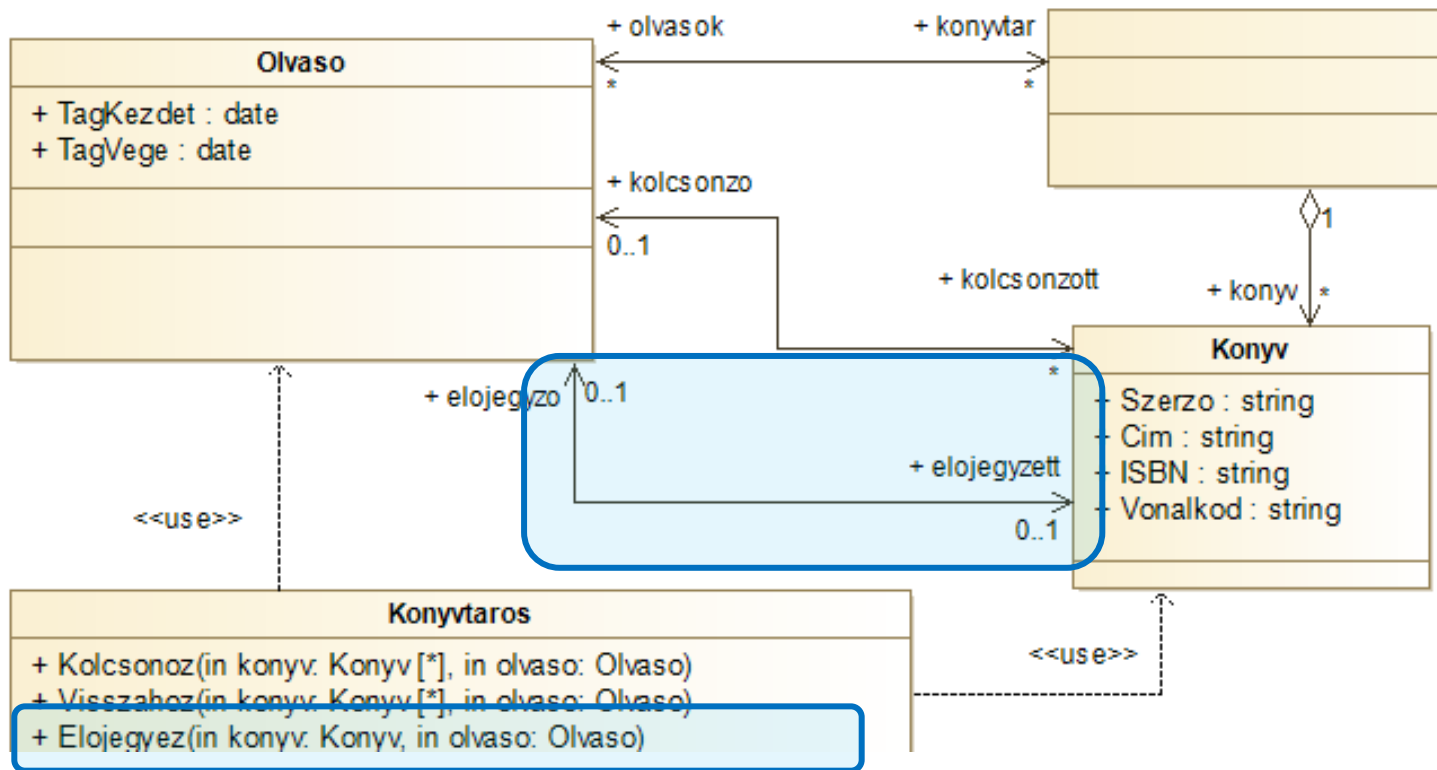 + olvasok
+ konyvtar
*
*
Olvaso
+ TagKezdet : date
+ TagVege : date
+ kolcsonzo
0..1
1
+ kolcsonzott
+ konyv
*
*
Konyv
+ Szerzo : string
+ Cim : string
+ ISBN : string
+ Vonalkod : string
+ elojegyzo
0..1
+ elojegyzett
0..1
<<use>>
Konyvtaros
+ Kolcsonoz(in konyv: Konyv [*], in olvaso: Olvaso)
+ Visszahoz(in konyv: Konyv [*], in olvaso: Olvaso)
+ Elojegyez(in konyv: Konyv, in olvaso: Olvaso)
<<use>>